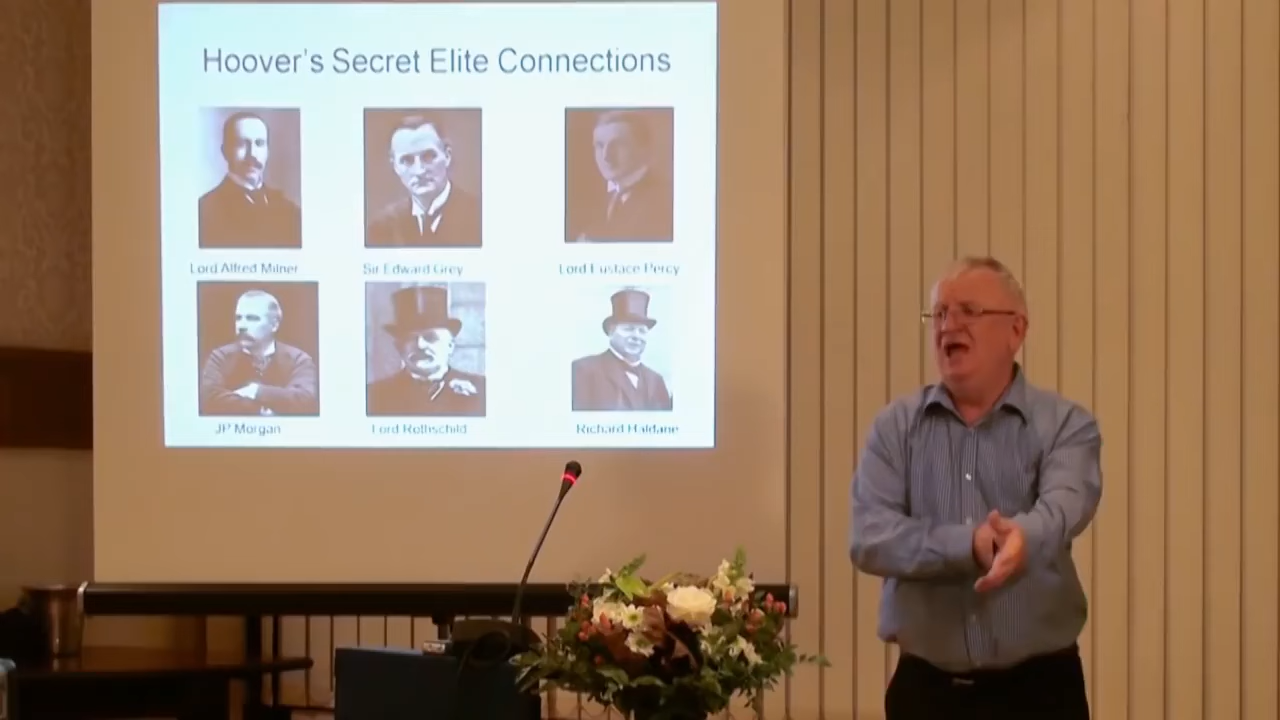 Hoover's Secret Elite Connections
Lord Alfred Milner
Sir Edward Grey
Lord Eustace Percy
JP Morgan
Lord Rothschild
Richard Haldane